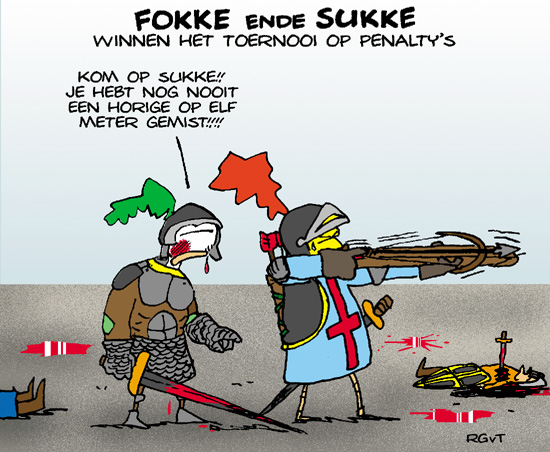 FOKKE ENDE SUKKE
WINNEN HET TOERNOOI OP PENALTY'S
KOM OP SUKKE!!
JE HEBT NOG NOOIT
EEN HORIGE OP ELF
METER GEMIST!!!!
RGvT